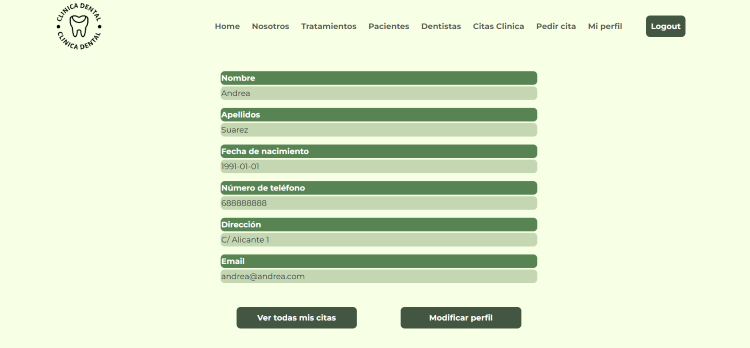 CLINICA DENTAL
CLINICA DENTAL
Home Nosotros Tratamientos Pacientes Dentistas Citas Clinica Pedir cita Mi perfil Logout
Nombre
Andrea
Apellidos
Suarez
Fecha de nacimiento
1991-01-01
Número de teléfono
688888888
Dirección
C/ Alicante 1
Email
andrea@andrea.com
Ver todas mis citas Modificar perfil